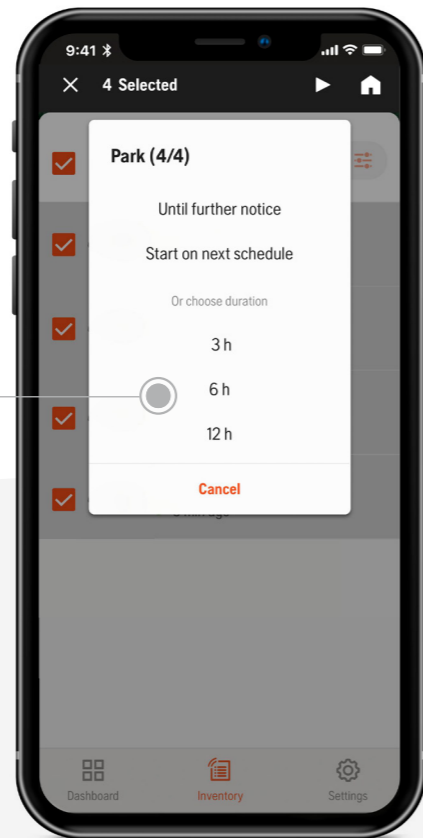 9:41
4 Selected
Park (4/4)
Until further notice
Start on next schedule
Or choose duration
3 h
6 h
12 h
Cancel
Dashboard
Inventory
Settings